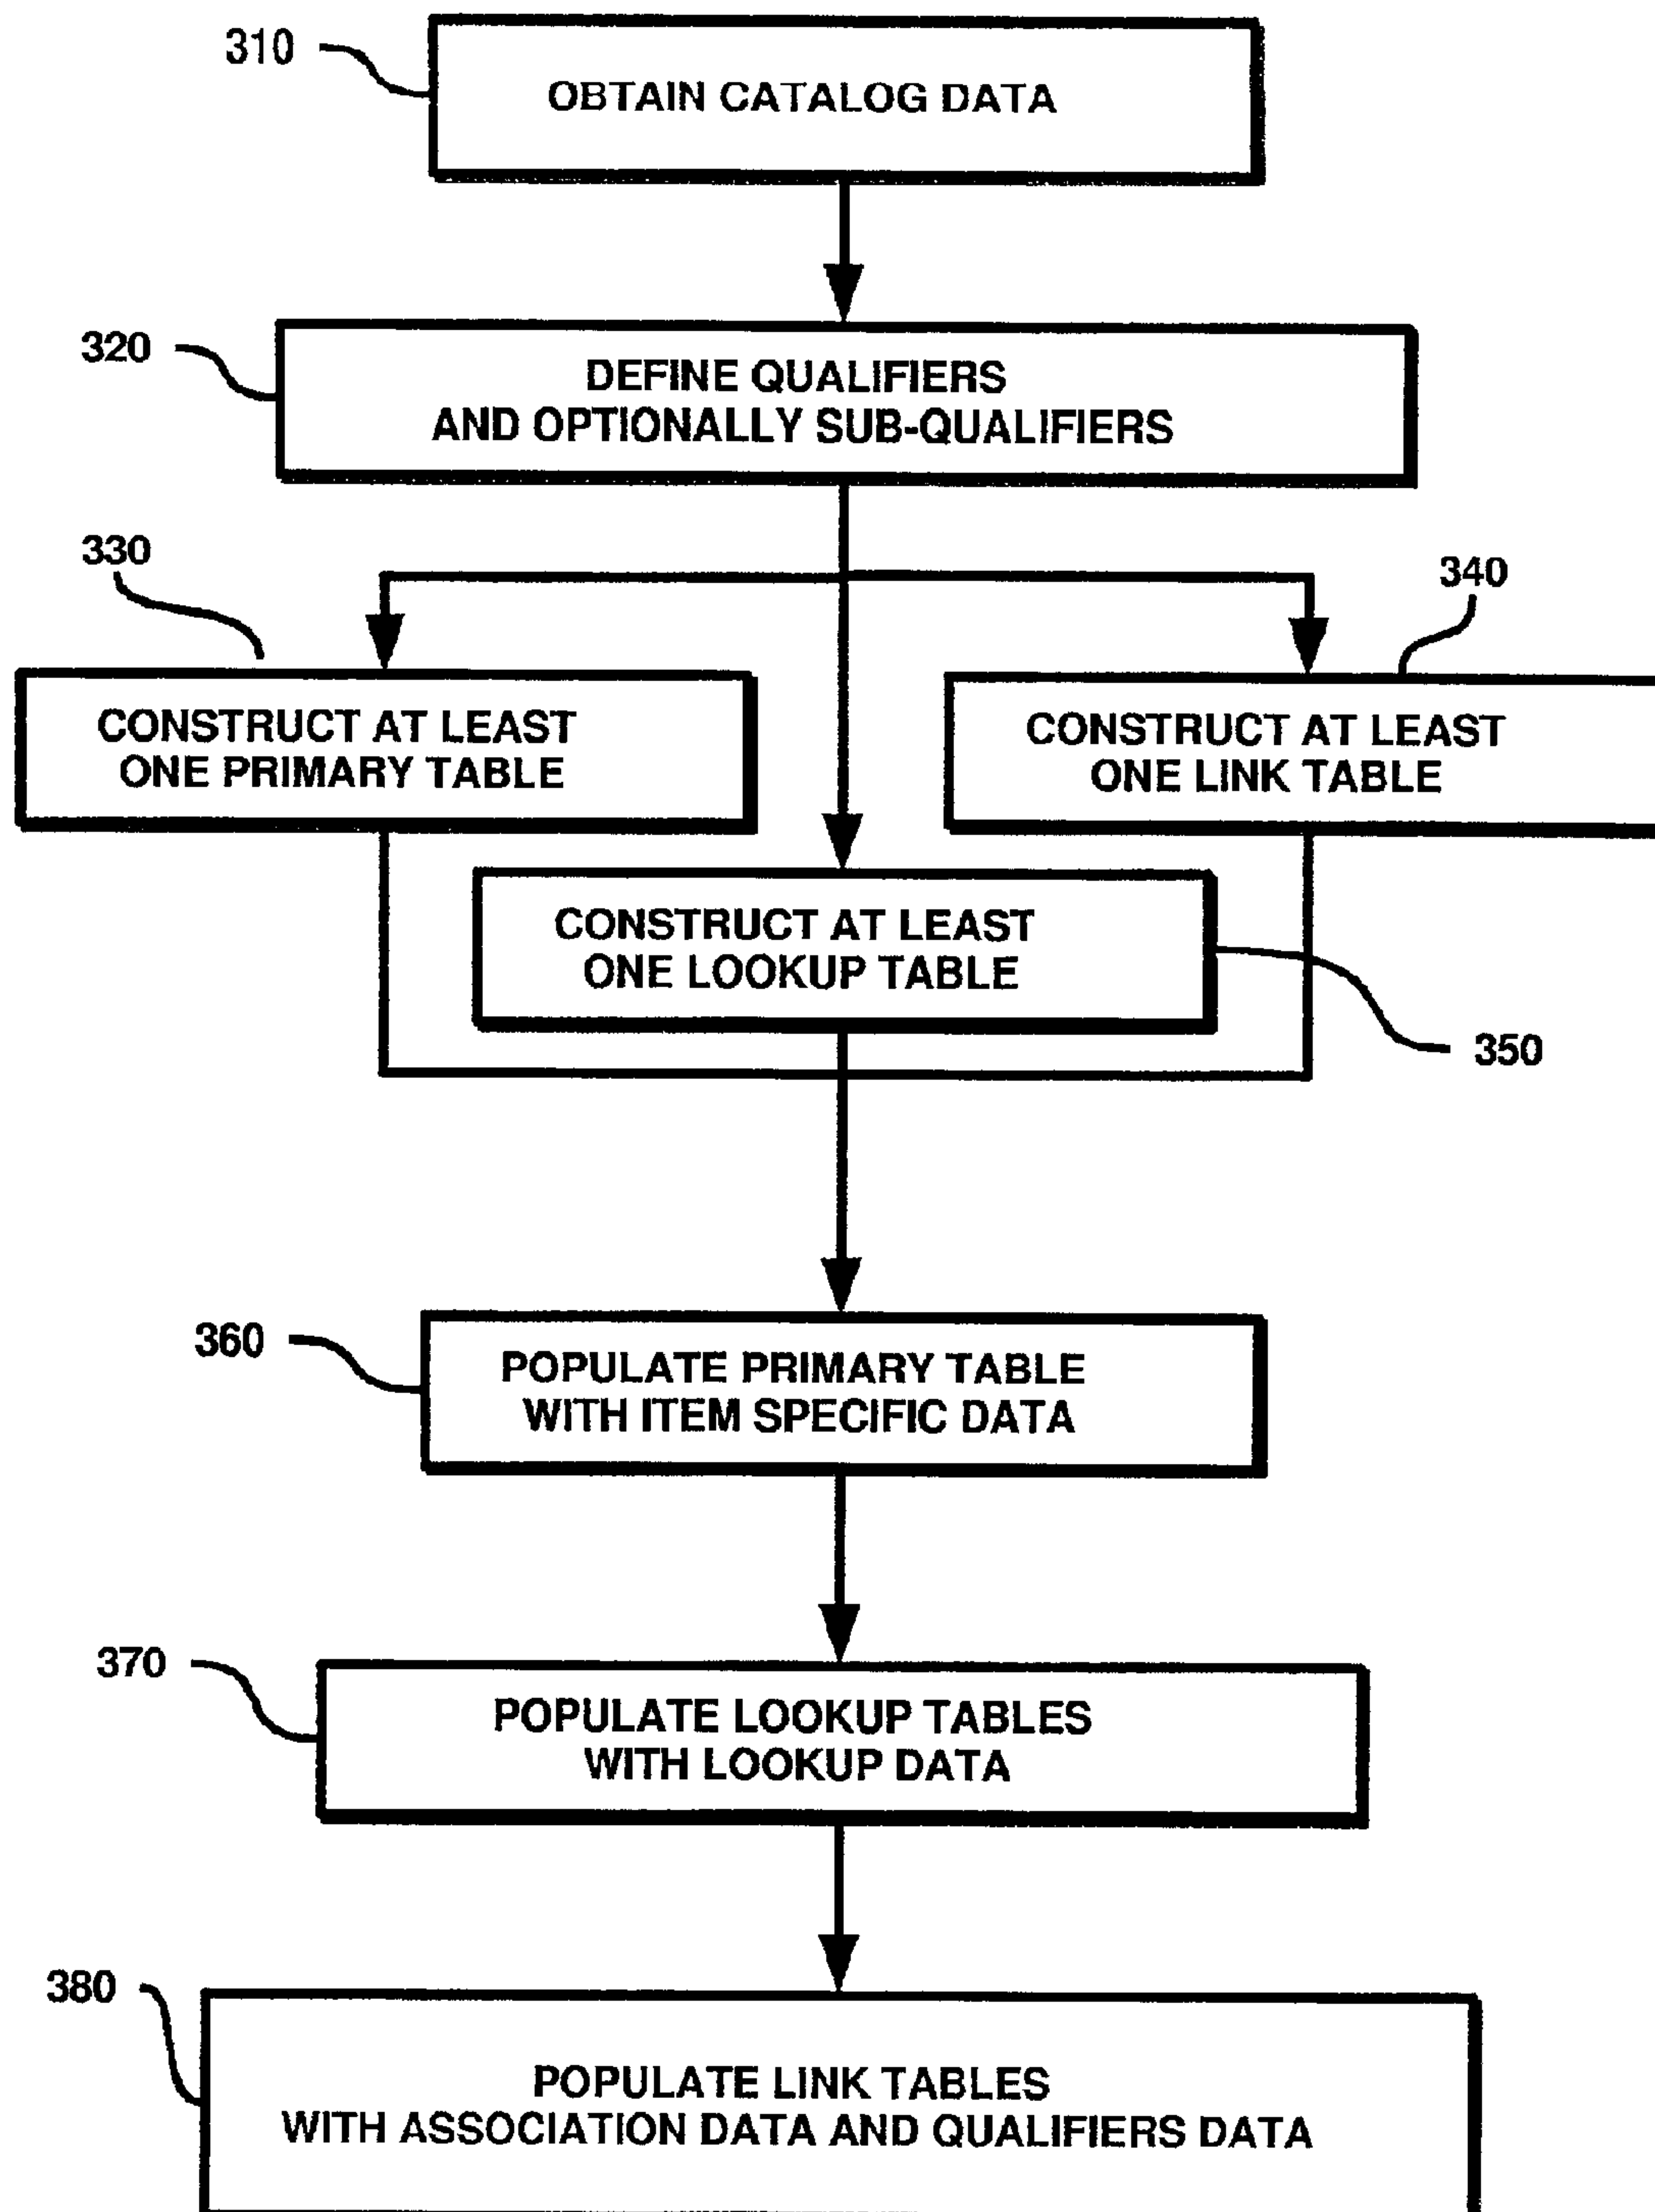 310
OBTAIN CATALOG DATA
320
DEFINE QUALIFIERS
AND OPTIONALLY SUB-QUALIFIERS
330
340
CONSTRUCT AT LEAST
ONE PRIMARY TABLE
CONSTRUCT AT LEAST
ONE LINK TABLE
CONSTRUCT AT LEAST
ONE LOOKUP TABLE
350
360
POPULATE PRIMARY TABLE
WITH ITEM SPECIFIC DATA
370
POPULATE LOOKUP TABLES
WITH LOOKUP DATA
380
POPULATE LINK TABLES
WITH ASSOCIATION DATA AND QUALIFIERS DATA